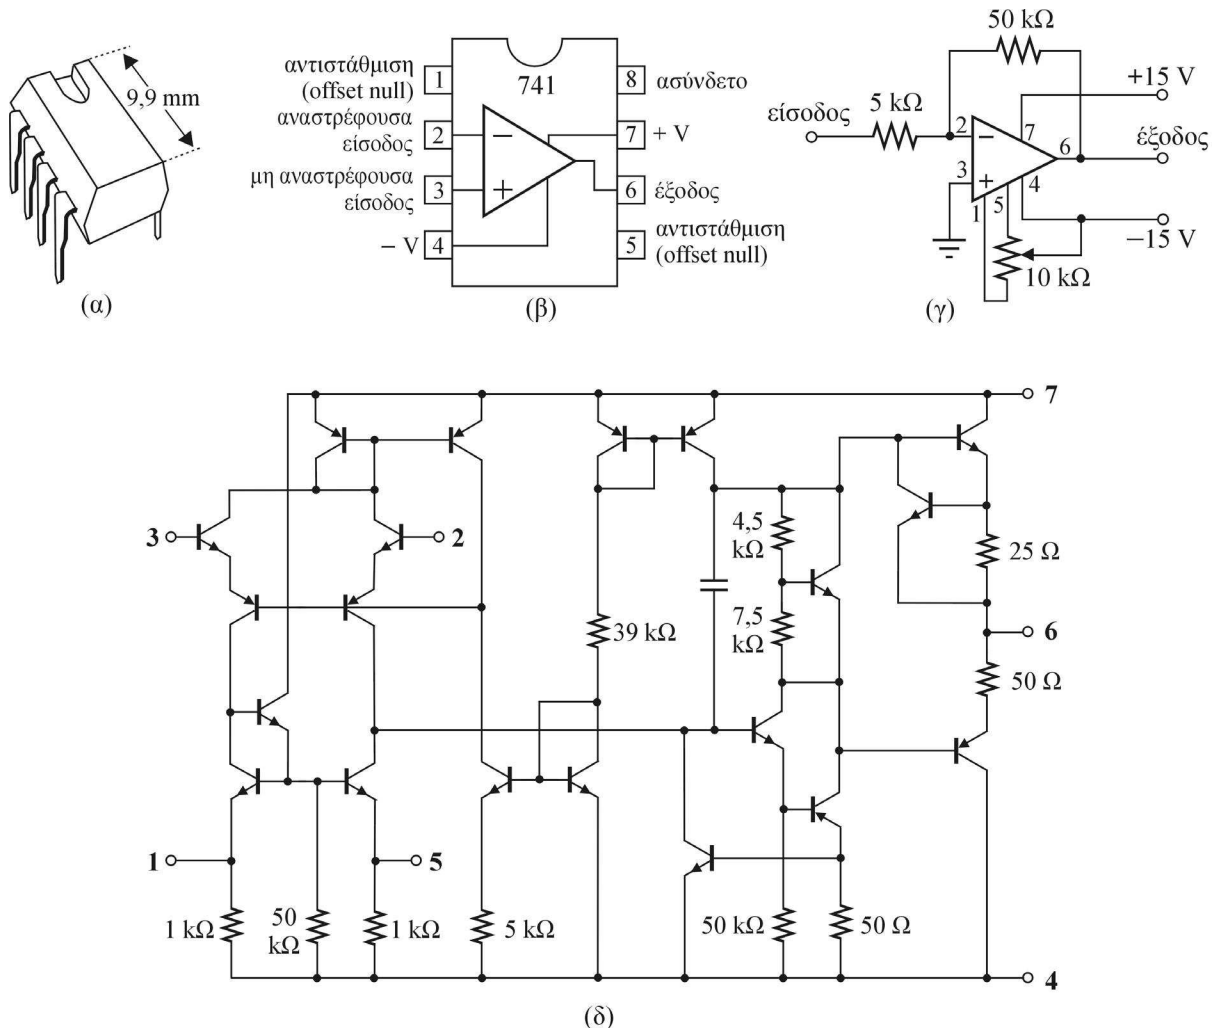 9,9 mm
(α)
αντιστάθμιση
(offset null)
αναστρέφουσα
είσοδος
μη αναστρέφουσα
είσοδος
− V
1
2
3
4
741
−
+
8
7
6
5
ασύνδετο
+ V
έξοδος
αντιστάθμιση
(offset null)
(β)
50 kΩ
+15 V
είσοδος
5 kΩ
έξοδος
2
−
7
6
3
+
4
1
5
−15 V
10 kΩ
(γ)
7
3
2
4,5
kΩ
25 Ω
39 kΩ
7,5
kΩ
6
50 Ω
1
5
1 kΩ
50
kΩ
1 kΩ
5 kΩ
50 kΩ
50 Ω
4
(δ)